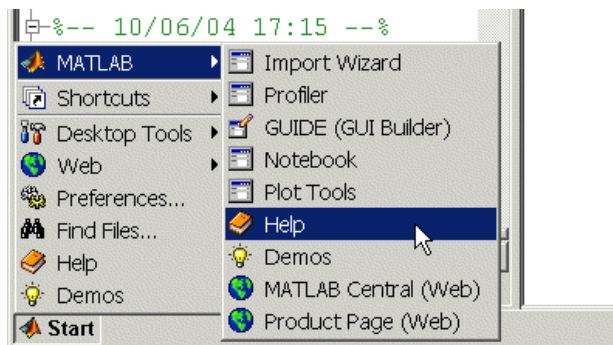 %-- 10/06/04 17:15 --%
MATLAB
Shortcuts
Desktop Tools
Web
Preferences...
Find Files...
Help
Demos
Start
Import Wizard
Profiler
GUIDE (GUI Builder)
Notebook
Plot Tools
Help
Demos
MATLAB Central (Web)
Product Page (Web)